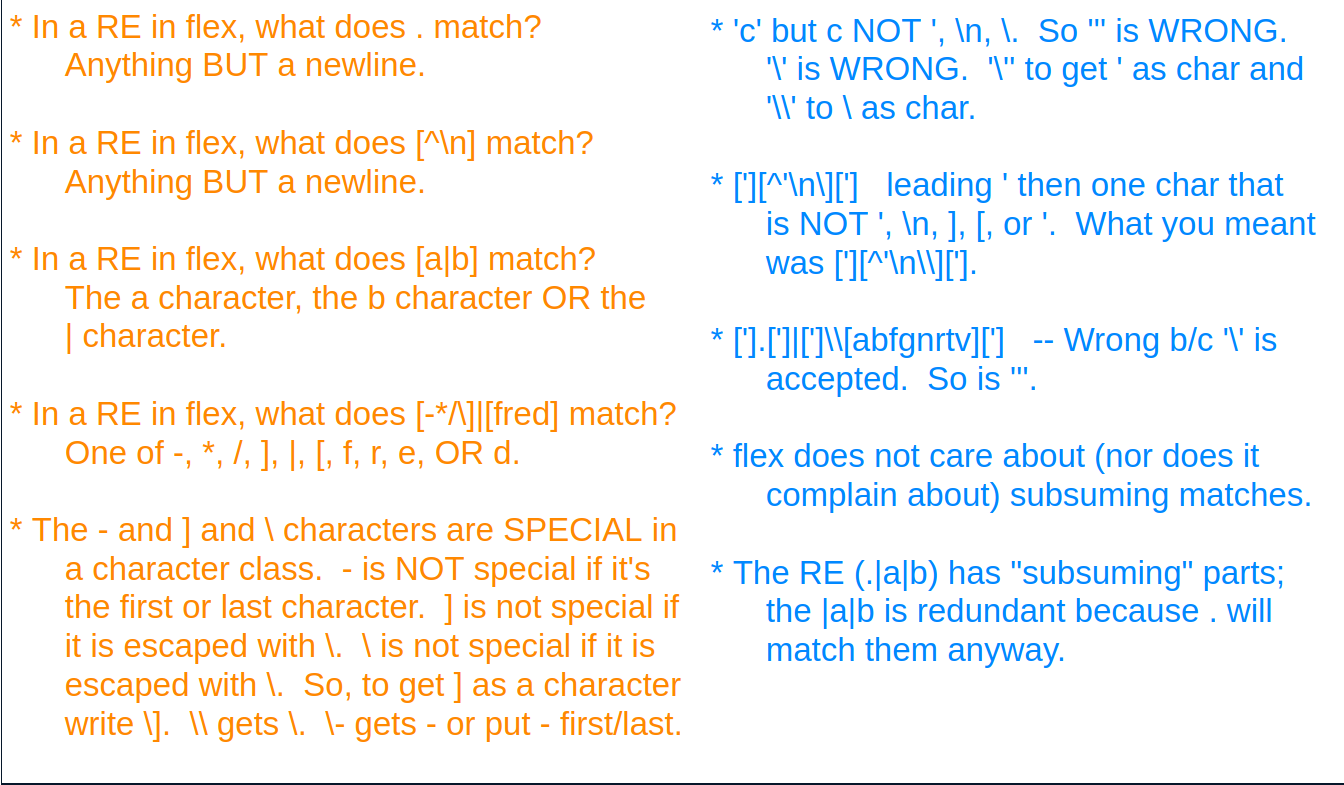 * In a RE in flex, what does . match?
Anything BUT a newline.
* In a RE in flex, what does [^\n] match?
Anything BUT a newline.
* In a RE in flex, what does [a|b] match?
The a character, the b character OR the
| character.
* In a RE in flex, what does [-*/\]|[fred] match?
One of -, *, /, ], |, [, f, r, e, OR d.
* The - and ] and \ characters are SPECIAL in
a character class.  - is NOT special if it's
the first or last character.  ] is not special if
it is escaped with \.  \ is not special if it is
escaped with \.  So, to get ] as a character
write \].  \\ gets \.  \- gets - or put - first/last.
* 'c' but c NOT ', \n, \.  So ''' is WRONG.
'\' is WRONG.  '\'' to get ' as char and
'\\' to \ as char.
* ['][^'\n\][']   leading ' then one char that
is NOT ', \n, ], [, or '.  What you meant
was ['][^'\n\\]['].
* ['].[']|[']\\[abfgnrtv][']   -- Wrong b/c '\' is
accepted.  So is '''.
* flex does not care about (nor does it
complain about) subsuming matches.
* The RE (.|a|b) has "subsuming" parts;
the |a|b is redundant because . will
match them anyway.